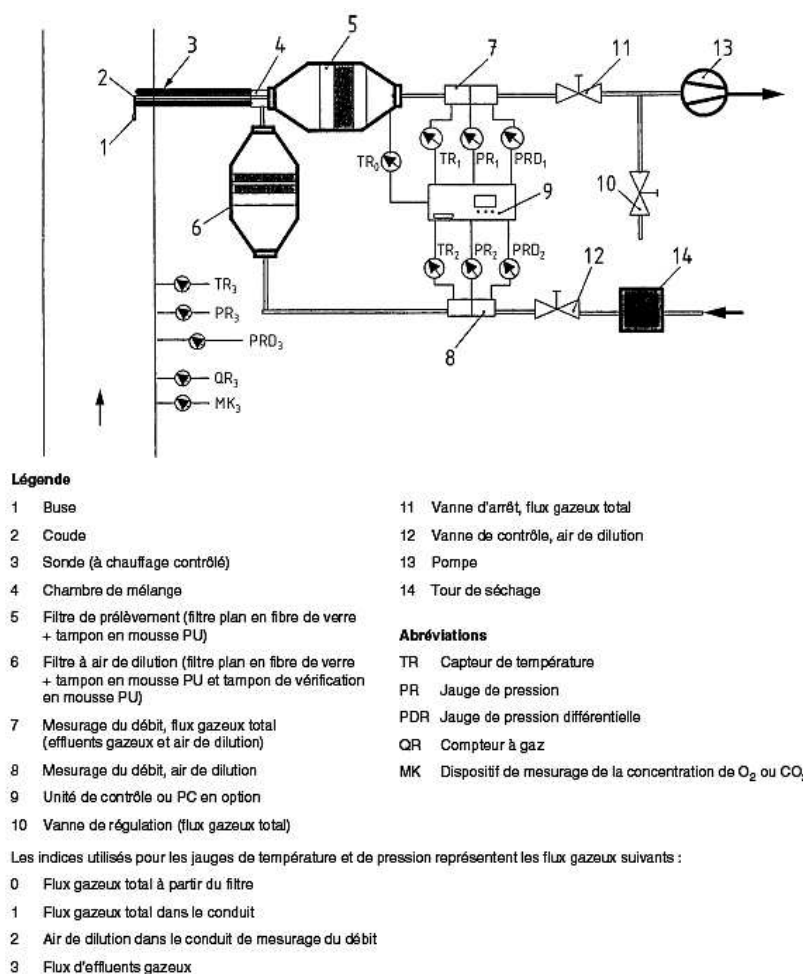 5
3
4
7
11
13
2
1
TR0
TR1
PR1
PRD1
9
10
6
TR2
PR2
PRD2
12
14
8
TR3
PR3
PRD3
QR3
MK3
Légende
1 Buse
2 Coude
3 Sonde (à chauffage contrôlé)
4 Chambre de mélange
5 Filtre de prélèvement (filtre plan en fibre de verre
+ tampon en mousse PU)
6 Filtre à air de dilution (filtre plan en fibre de verre
+ tampon en mousse PU et tampon de vérification
en mousse PU)
7 Mesurage du débit, flux gazeux total
(effluents gazeux et air de dilution)
8 Mesurage du débit, air de dilution
9 Unité de contrôle ou PC en option
10 Vanne de régulation (flux gazeux total)
11 Vanne d'arrêt, flux gazeux total
12 Vanne de contrôle, air de dilution
13 Pompe
14 Tour de séchage
Abréviations
TR Capteur de température
PR Jauge de pression
PDR Jauge de pression différentielle
QR Compteur à gaz
MK Dispositif de mesurage de la concentration de O2 ou CO2
Les indices utilisés pour les jauges de température et de pression représentent les flux gazeux suivants :
0 Flux gazeux total à partir du filtre
1 Flux gazeux total dans le conduit
2 Air de dilution dans le conduit de mesurage du débit
3 Flux d'effluents gazeux